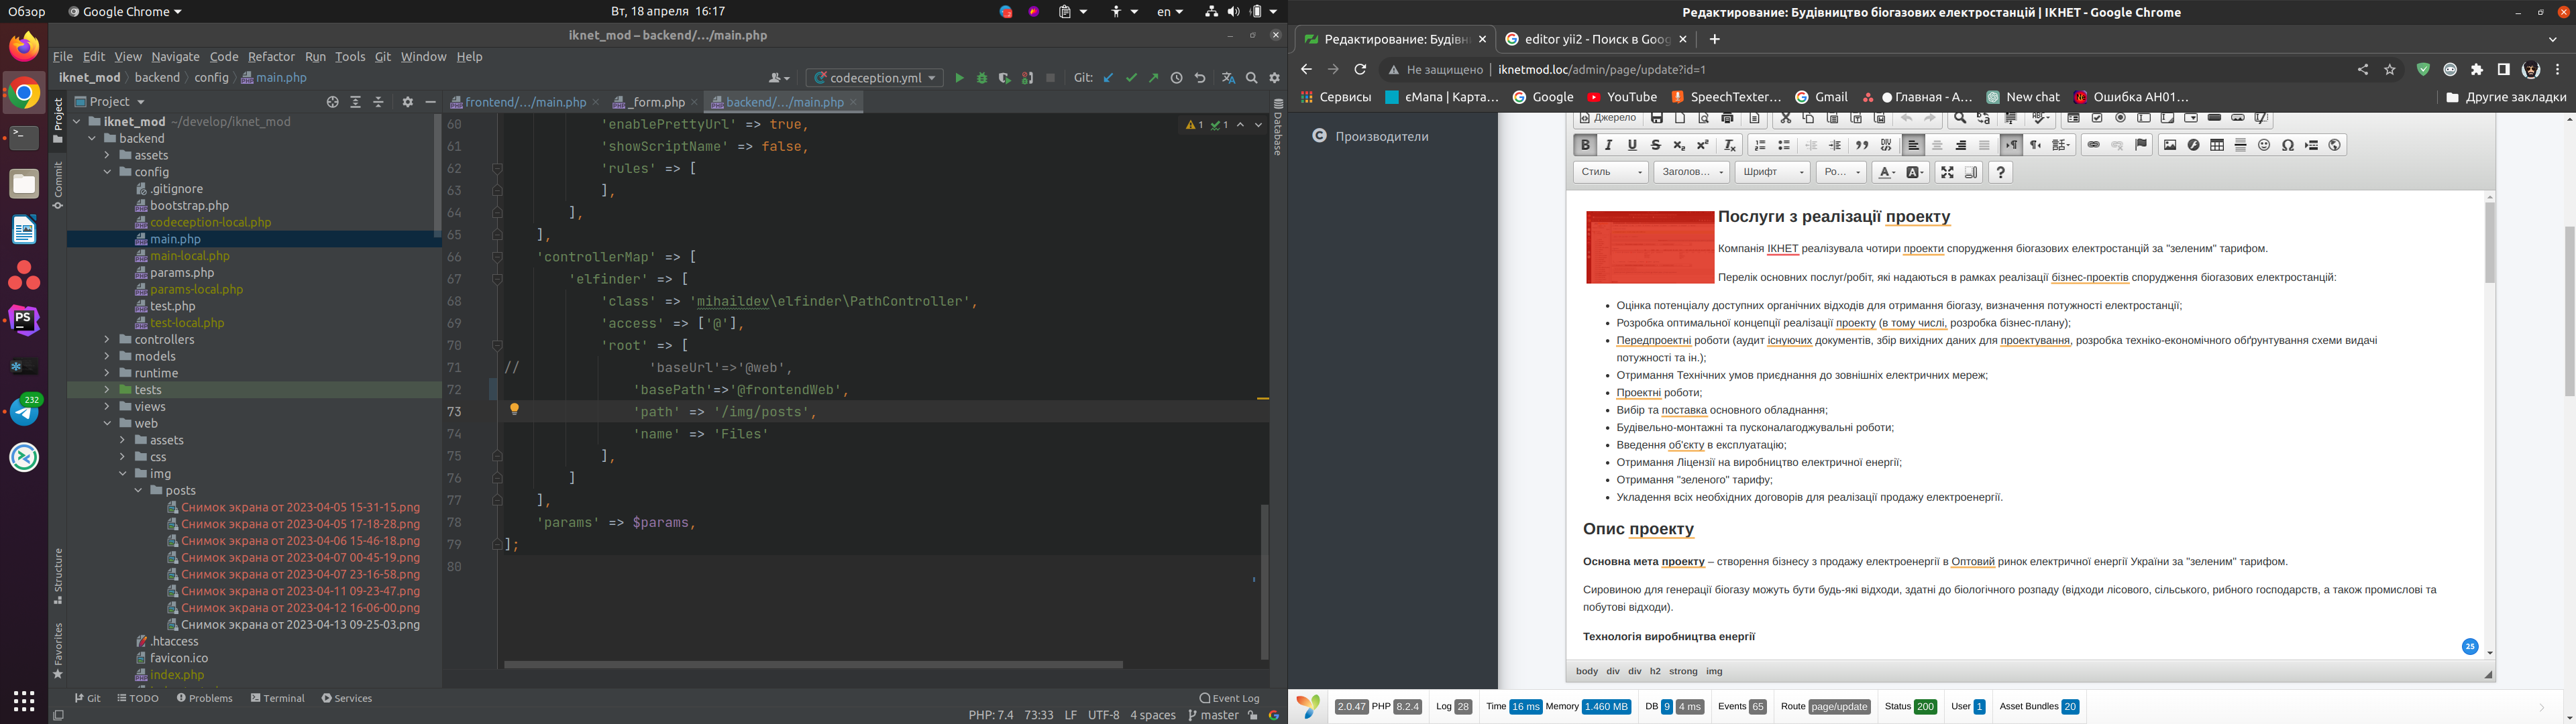 Обзор
Google Chrome
Вт, 18 апреля 16:17
en
iknet_mod – backend/…/main.php
File Edit View Navigate Code Refactor Run Tools Git Window Help
iknet_mod backend config main.php
codeception.yml
Git:
Project
frontend/…/main.php
_form.php
backend/…/main.php
Project
Commit
Structure
Favorites
Database
iknet_mod ~/develop/iknet_mod
backend
assets
config
.gitignore
bootstrap.php
codeception-local.php
main.php
main-local.php
params.php
params-local.php
test.php
test-local.php
controllers
models
runtime
tests
views
web
assets
css
img
posts
Снимок экрана от 2023-04-05 15-31-15.png
Снимок экрана от 2023-04-05 17-18-28.png
Снимок экрана от 2023-04-06 15-46-18.png
Снимок экрана от 2023-04-07 00-45-19.png
Снимок экрана от 2023-04-07 23-16-58.png
Снимок экрана от 2023-04-11 09-23-47.png
Снимок экрана от 2023-04-12 16-06-00.png
Снимок экрана от 2023-04-13 09-25-03.png
.htaccess
favicon.ico
index.php
232
1 1
60 'enablePrettyUrl' => true,
61 'showScriptName' => false,
62 'rules' => [
63 ],
64 ],
65 ],
66 'controllerMap' => [
67 'elfinder' => [
68 'class' => 'mihaildev\elfinder\PathController',
69 'access' => ['@'],
70 'root' => [
71 // 'baseUrl'=>'@web',
72 'basePath'=>'@frontendWeb',
73 'path' => '/img/posts',
74 'name' => 'Files'
75 ],
76 ]
77 ],
78 'params' => $params,
79 ];
80
Git TODO Problems Terminal Services Event Log
PHP: 7.4 73:33 LF UTF-8 4 spaces master
Редактирование: Будівництво біогазових електростанцій | ІКНЕТ - Google Chrome
Редактирование: Будівн
editor yii2 - Поиск в Goog
Не защищено iknetmod.loc/admin/page/update?id=1
Сервисы єМапа | Карта… Google YouTube SpeechTexter… Gmail Главная - A… New chat Ошибка AH01… Другие закладки
Производители
Джерело
Стиль Заголов… Шрифт Ро…
Послуги з реалізації проекту
Компанія ІКНЕТ реалізувала чотири проекти спорудження біогазових електростанцій за "зеленим" тарифом.
Перелік основних послуг/робіт, які надаються в рамках реалізації бізнес-проектів спорудження біогазових електростанцій:
• Оцінка потенціалу доступних органічних відходів для отримання біогазу, визначення потужності електростанції;
• Розробка оптимальної концепції реалізації проекту (в тому числі, розробка бізнес-плану);
• Передпроектні роботи (аудит існуючих документів, збір вихідних даних для проектування, розробка техніко-економічного обґрунтування схеми видачі
потужності та ін.);
• Отримання Технічних умов приєднання до зовнішніх електричних мереж;
• Проектні роботи;
• Вибір та поставка основного обладнання;
• Будівельно-монтажні та пусконалагоджувальні роботи;
• Введення об'єкту в експлуатацію;
• Отримання Ліцензії на виробництво електричної енергії;
• Отримання "зеленого" тарифу;
• Укладення всіх необхідних договорів для реалізації продажу електроенергії.
Опис проекту
Основна мета проекту – створення бізнесу з продажу електроенергії в Оптовий ринок електричної енергії України за "зеленим" тарифом.
Сировиною для генерації біогазу можуть бути будь-які відходи, здатні до біологічного розпаду (відходи лісового, сільського, рибного господарств, а також промислові та
побутові відходи).
Технологія виробництва енергії
25
body div div h2 strong img
2.0.47 PHP 8.2.4 Log 28 Time 16 ms Memory 1.460 MB DB 9 4 ms Events 65 Route page/update Status 200 User 1 Asset Bundles 20